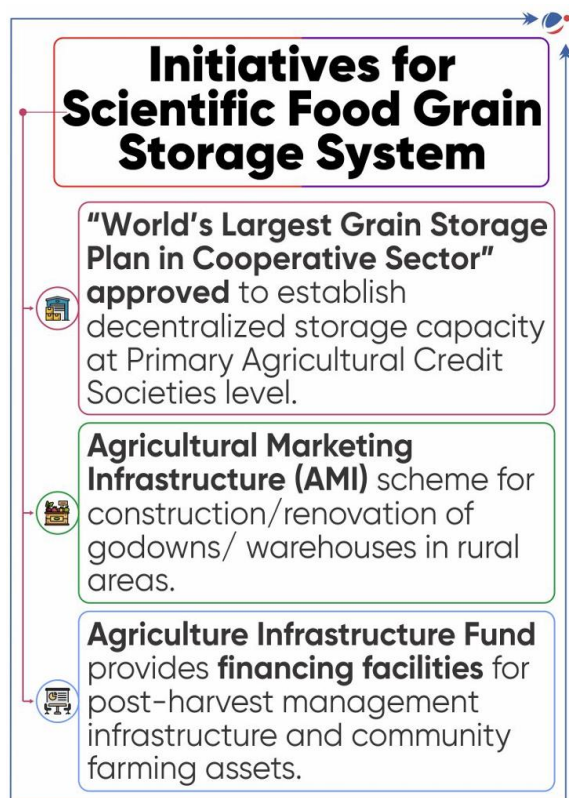 Initiatives for
Scientific Food Grain
Storage System
“World’s Largest Grain Storage
Plan in Cooperative Sector”
approved to establish
decentralized storage capacity
at Primary Agricultural Credit
Societies level.
Agricultural Marketing
Infrastructure (AMI) scheme for
construction/renovation of
godowns/ warehouses in rural
areas.
Agriculture Infrastructure Fund
provides financing facilities for
post-harvest management
infrastructure and community
farming assets.